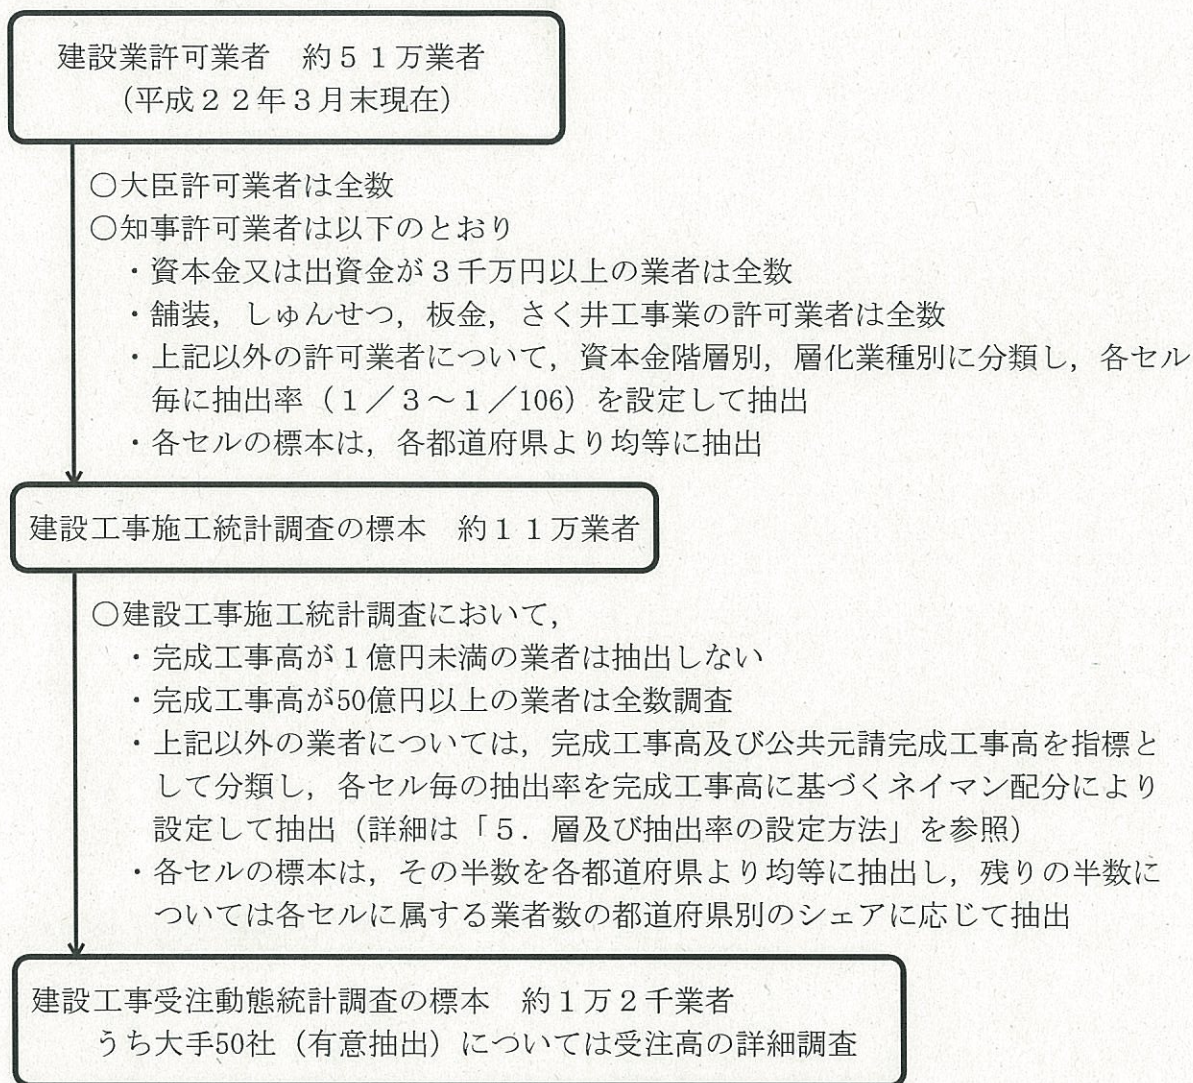 建設業許可業者　約５１万業者
（平成２２年３月末現在）
○大臣許可業者は全数
○知事許可業者は以下のとおり
・資本金又は出資金が３千万円以上の業者は全数
・舗装，しゅんせつ，板金，さく井工事業の許可業者は全数
・上記以外の許可業者について，資本金階層別，層化業種別に分類し，各セル
毎に抽出率（１／３～１／106）を設定して抽出
・各セルの標本は，各都道府県より均等に抽出
建設工事施工統計調査の標本　約１１万業者
○建設工事施工統計調査において，
・完成工事高が１億円未満の業者は抽出しない
・完成工事高が50億円以上の業者は全数調査
・上記以外の業者については，完成工事高及び公共元請完成工事高を指標と
して分類し，各セル毎の抽出率を完成工事高に基づくネイマン配分により
設定して抽出（詳細は「５．層及び抽出率の設定方法」を参照）
・各セルの標本は，その半数を各都道府県より均等に抽出し，残りの半数に
ついては各セルに属する業者数の都道府県別のシェアに応じて抽出
建設工事受注動態統計調査の標本　約１万２千業者
うち大手50社（有意抽出）については受注高の詳細調査